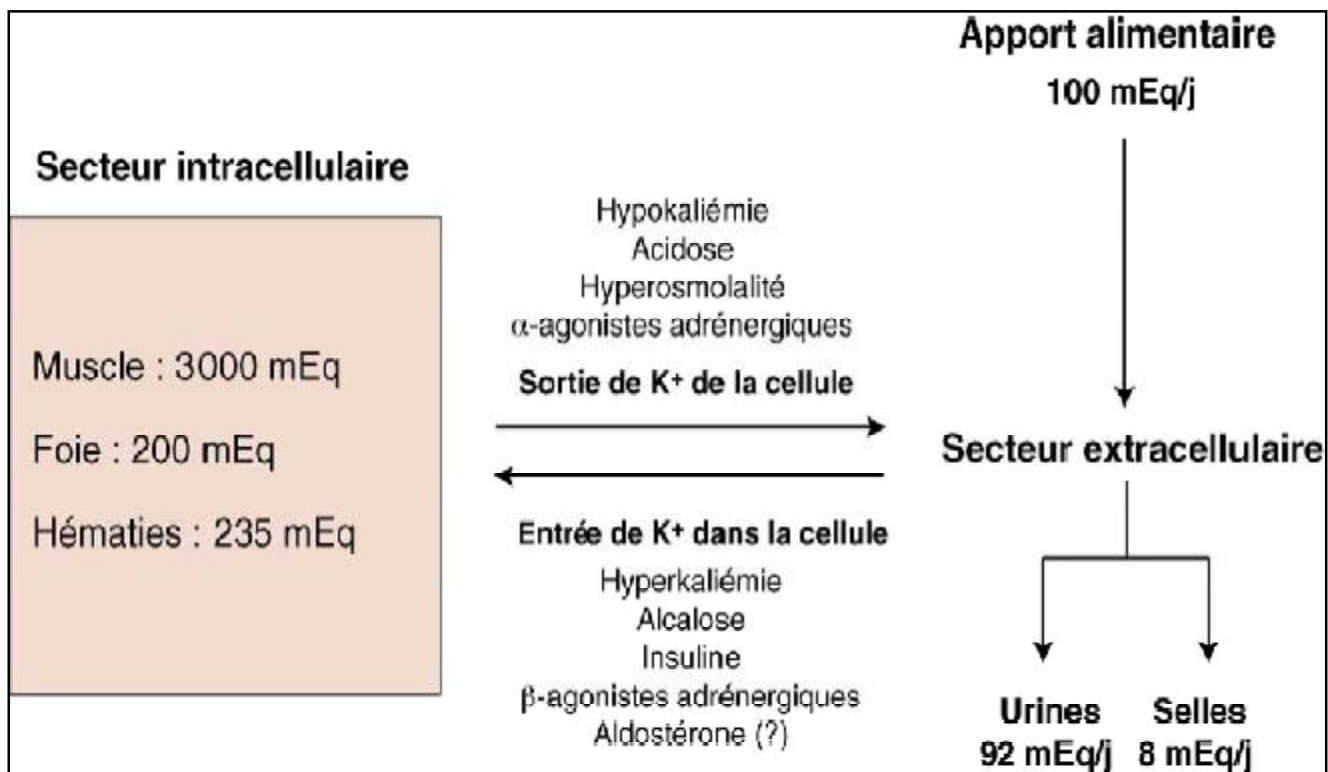 Apport alimentaire
100 mEq/j
Secteur intracellulaire
Muscle : 3000 mEq
Foie : 200 mEq
Hématies : 235 mEq
Hypokaliémie
Acidose
Hyperosmolalité
α-agonistes adrénergiques
Sortie de K⁺ de la cellule
Entrée de K⁺ dans la cellule
Hyperkaliémie
Alcalose
Insuline
β-agonistes adrénergiques
Aldostérone (?)
Secteur extracellulaire
Urines
92 mEq/j
Selles
8 mEq/j